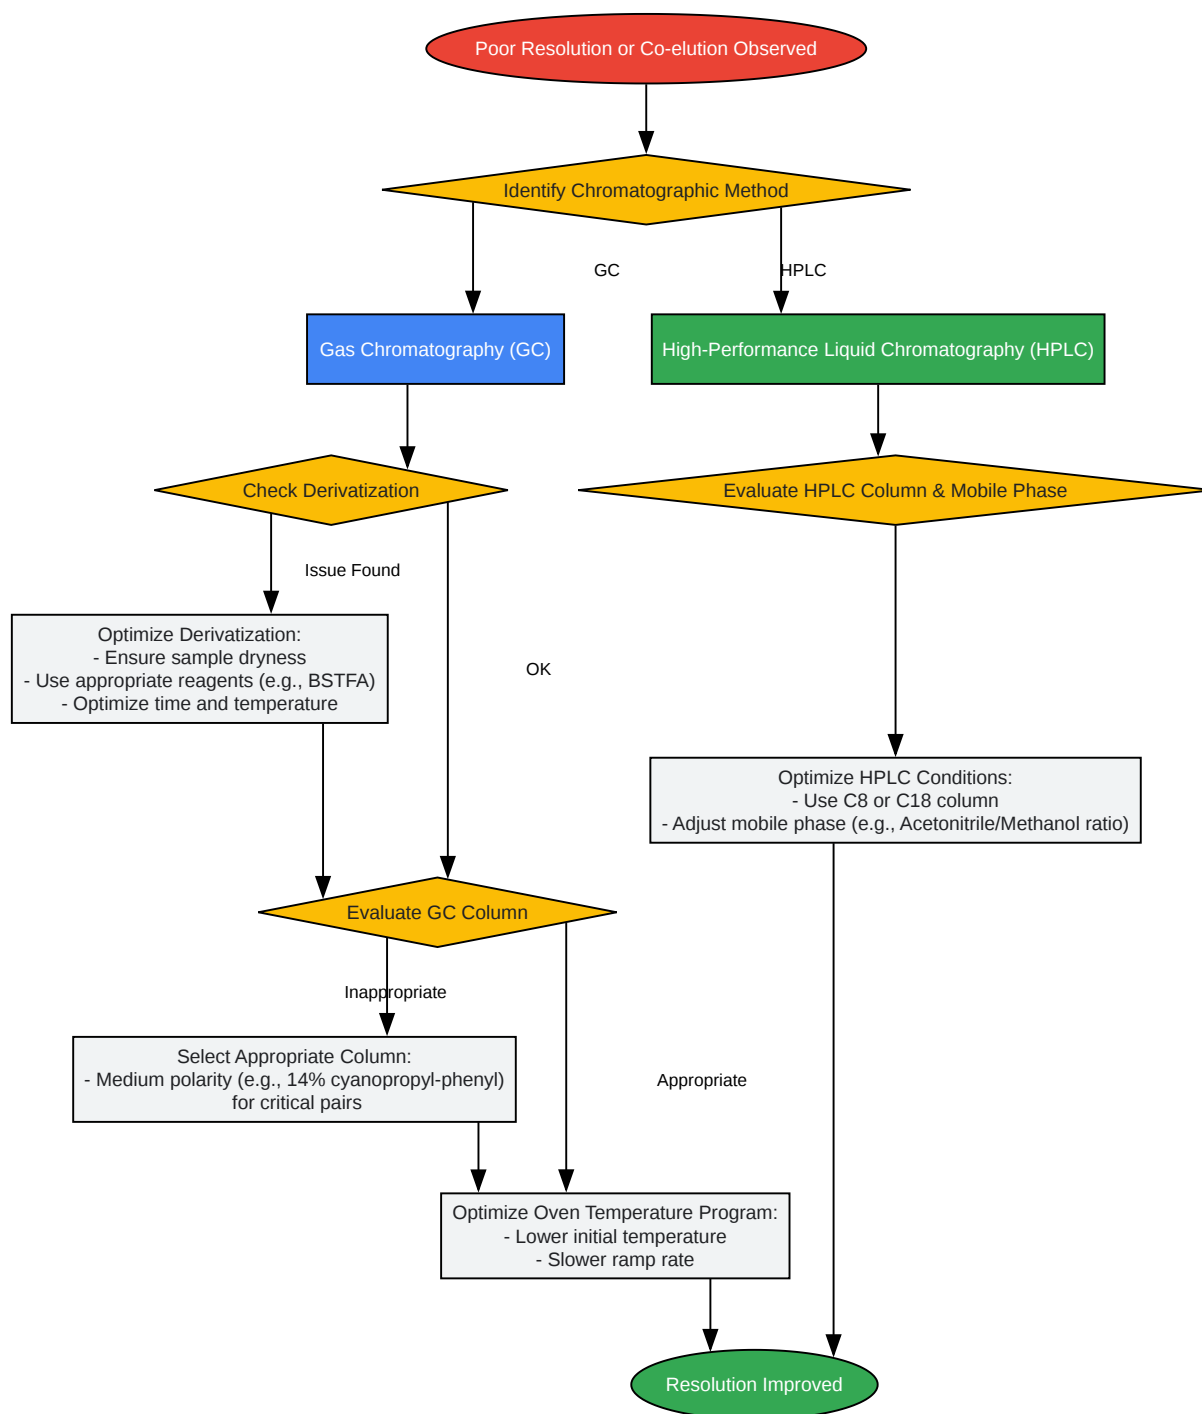 Poor Resolution or Co-elution Observed
Identify Chromatographic Method
GC
HPLC
Gas Chromatography (GC)
High-Performance Liquid Chromatography (HPLC)
Check Derivatization
Evaluate HPLC Column & Mobile Phase
Issue Found
Optimize Derivatization:
- Ensure sample dryness
- Use appropriate reagents (e.g., BSTFA)
- Optimize time and temperature
OK
Optimize HPLC Conditions:
- Use C8 or C18 column
- Adjust mobile phase (e.g., Acetonitrile/Methanol ratio)
Evaluate GC Column
Inappropriate
Select Appropriate Column:
- Medium polarity (e.g., 14% cyanopropyl-phenyl)
for critical pairs
Appropriate
Optimize Oven Temperature Program:
- Lower initial temperature
- Slower ramp rate
Resolution Improved